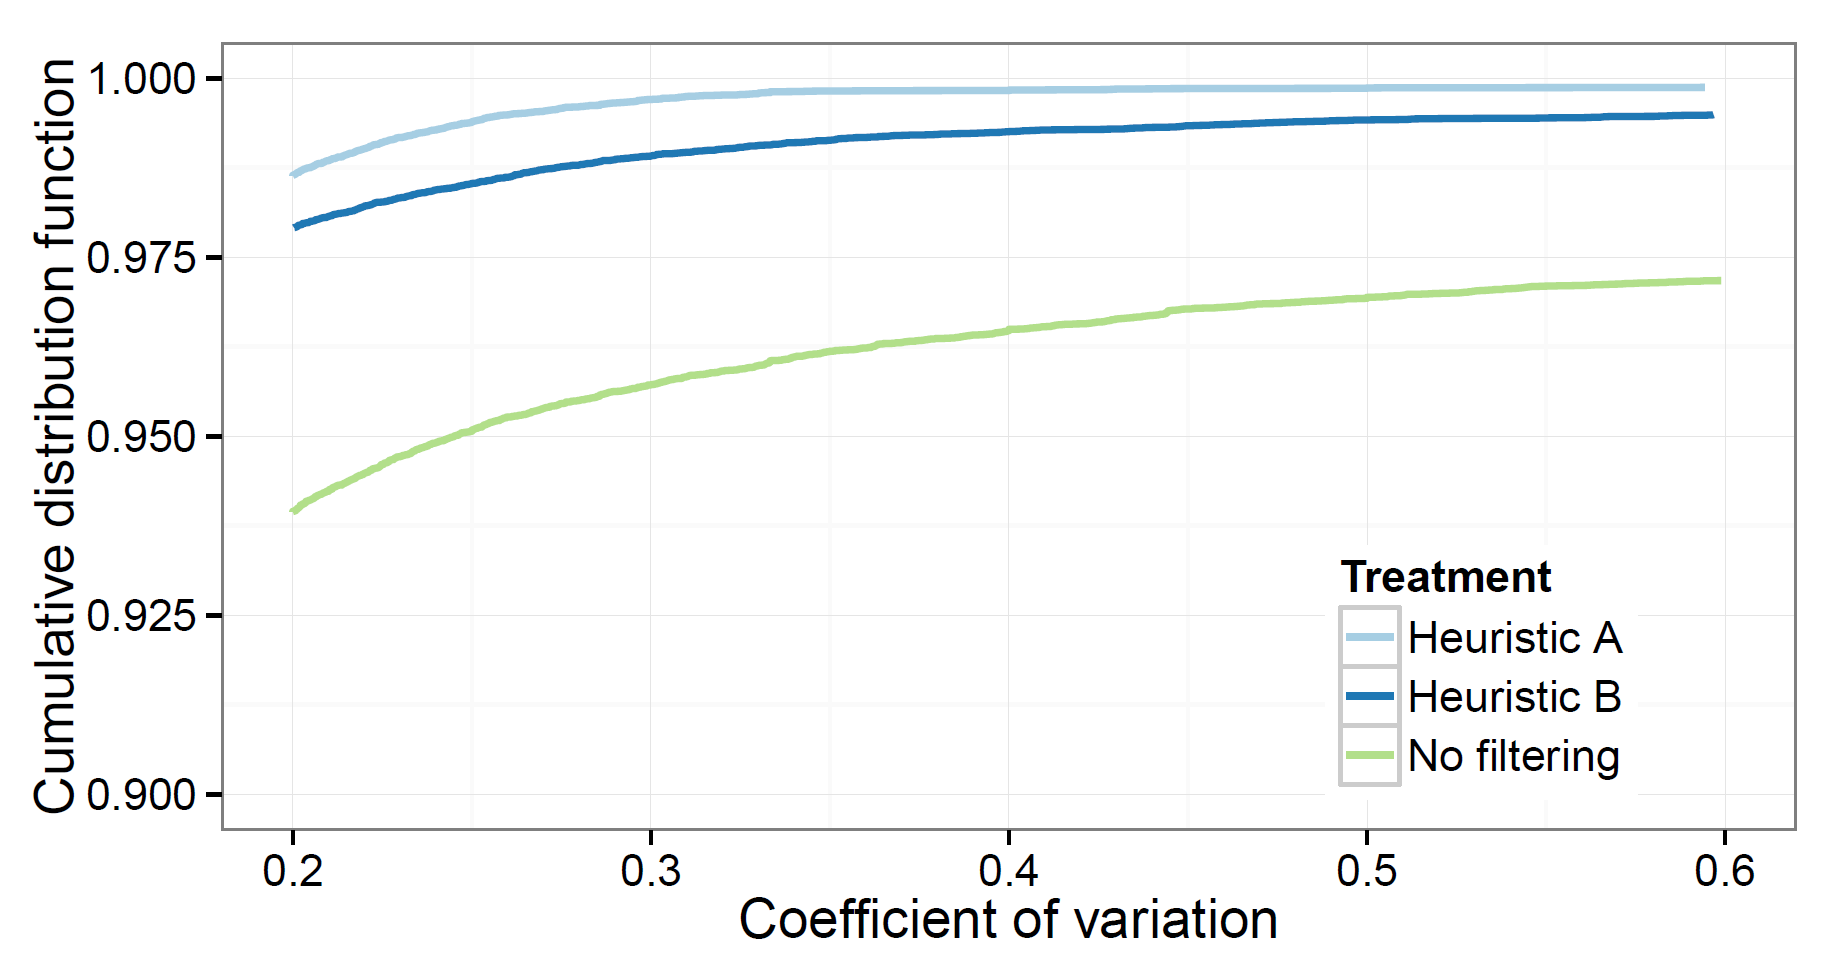 Cumulative distribution function
1.000
0.975
0.950
0.925
0.900
Treatment
Heuristic A
Heuristic B
No filtering
0.2 0.3 0.4 0.5 0.6
Coefficient of variation